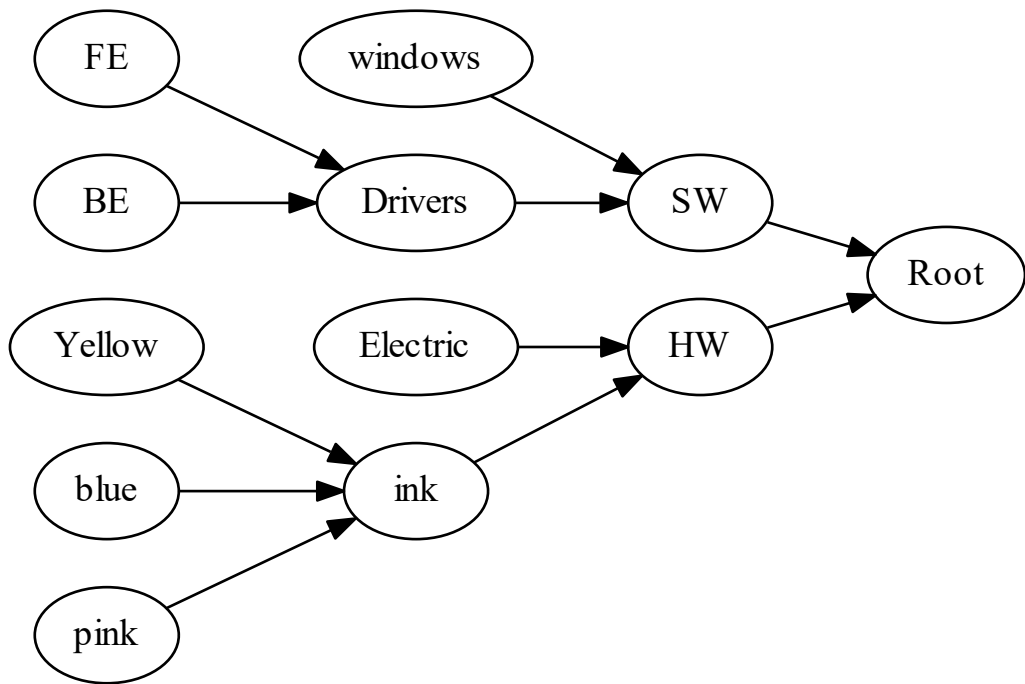 FE
windows
BE
Drivers
SW
Root
Yellow
Electric
HW
blue
ink
pink